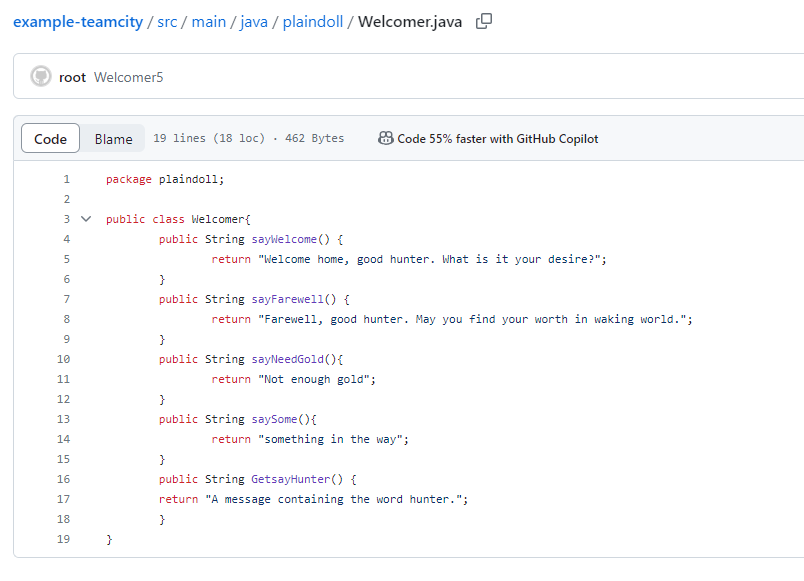 example-teamcity / src / main / java / plaindoll / Welcomer.java
root Welcomer5
Code Blame 19 lines (18 loc) · 462 Bytes Code 55% faster with GitHub Copilot
1 package plaindoll;
2
3 public class Welcomer{
4 public String sayWelcome() {
5 return "Welcome home, good hunter. What is it your desire?";
6 }
7 public String sayFarewell() {
8 return "Farewell, good hunter. May you find your worth in waking world.";
9 }
10 public String sayNeedGold(){
11 return "Not enough gold";
12 }
13 public String saySome(){
14 return "something in the way";
15 }
16 public String GetsayHunter() {
17 return "A message containing the word hunter.";
18 }
19 }